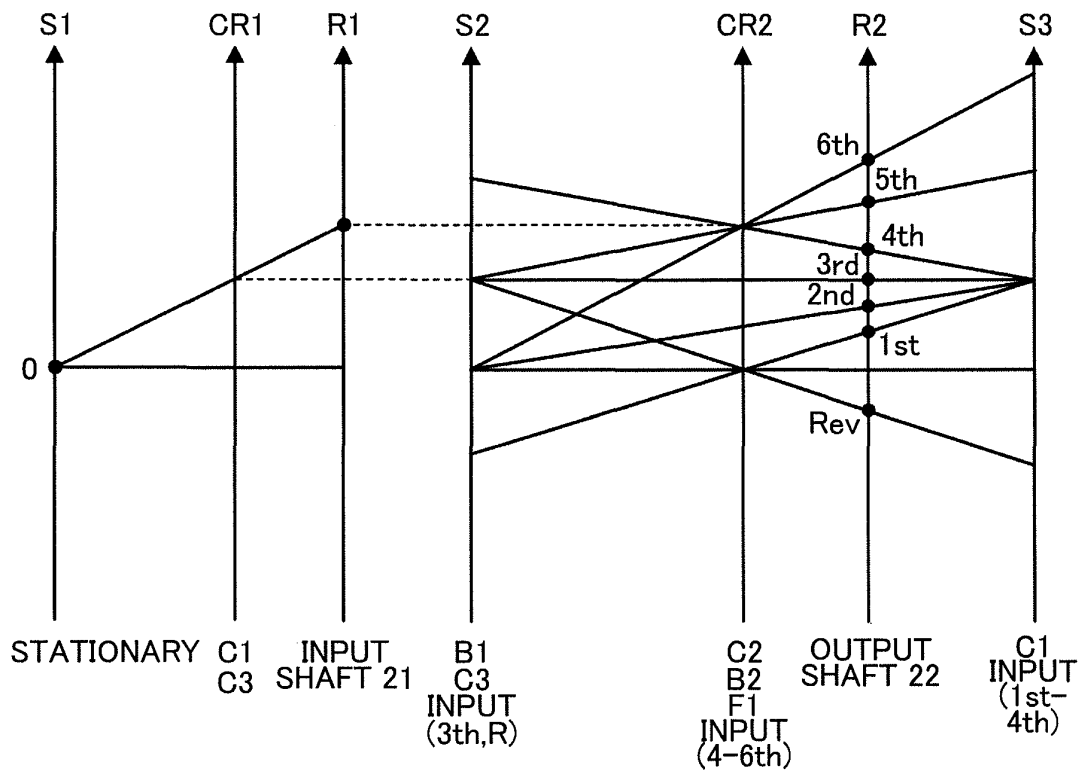 S1
CR1
R1
S2
CR2
R2
S3
6th
5th
4th
3rd
2nd
1st
0
Rev
STATIONARY
C1
C3
INPUT
SHAFT 21
B1
C3
INPUT
(3th,R)
C2
B2
F1
INPUT
(4-6th)
OUTPUT
SHAFT 22
C1
INPUT
(1st-
4th)